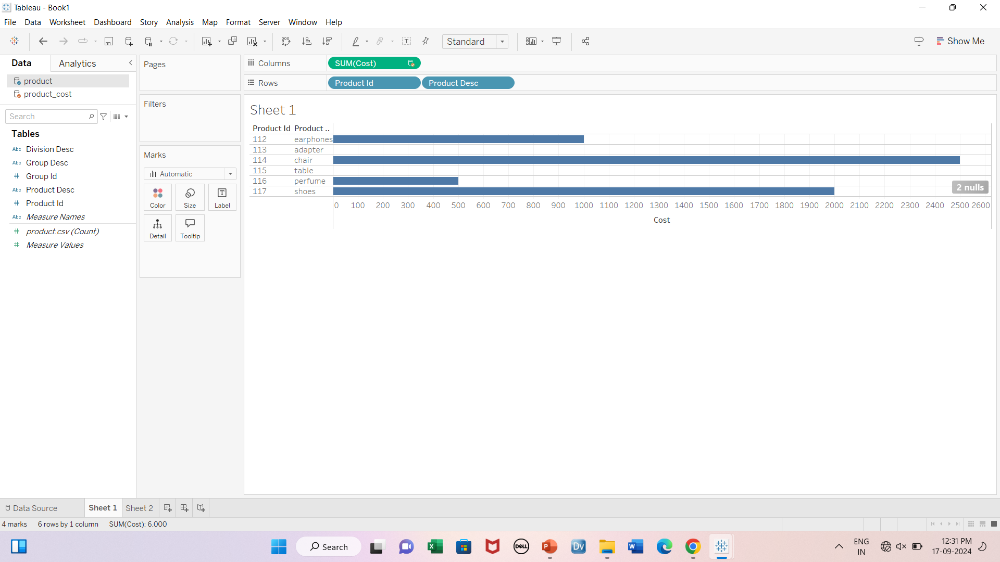 Tableau - Book1
File Data Worksheet Dashboard Story Analysis Map Format Server Window Help
Standard
Show Me
Data Analytics
product
product_cost
Search
Tables
Abc Division Desc
Abc Group Desc
# Group Id
Abc Product Desc
# Product Id
Abc Measure Names
# product.csv (Count)
# Measure Values
Pages
Filters
Marks
Automatic
Color Size Label
Detail Tooltip
Columns SUM(Cost)
Rows Product Id Product Desc
Sheet 1
Product Id Product ..
112 earphones
113 adapter
114 chair
115 table
116 perfume
117 shoes
2 nulls
0 100 200 300 400 500 600 700 800 900 1000 1100 1200 1300 1400 1500 1600 1700 1800 1900 2000 2100 2200 2300 2400 2500 2600
Cost
Data Source Sheet 1 Sheet 2
4 marks 6 rows by 1 column SUM(Cost): 6,000
Search
DELL
Dv
ENG
IN
12:31 PM
17-09-2024